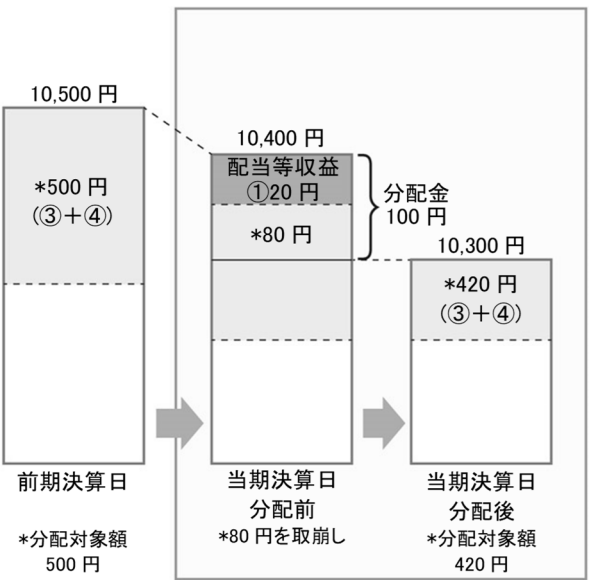 10,500 円
*500 円
(③+④)
前期決算日
*分配対象額
500 円
10,400 円
配当等収益
①20 円
*80 円
分配金
100 円
当期決算日
分配前
*80 円を取崩し
10,300 円
*420 円
(③+④)
当期決算日
分配後
*分配対象額
420 円